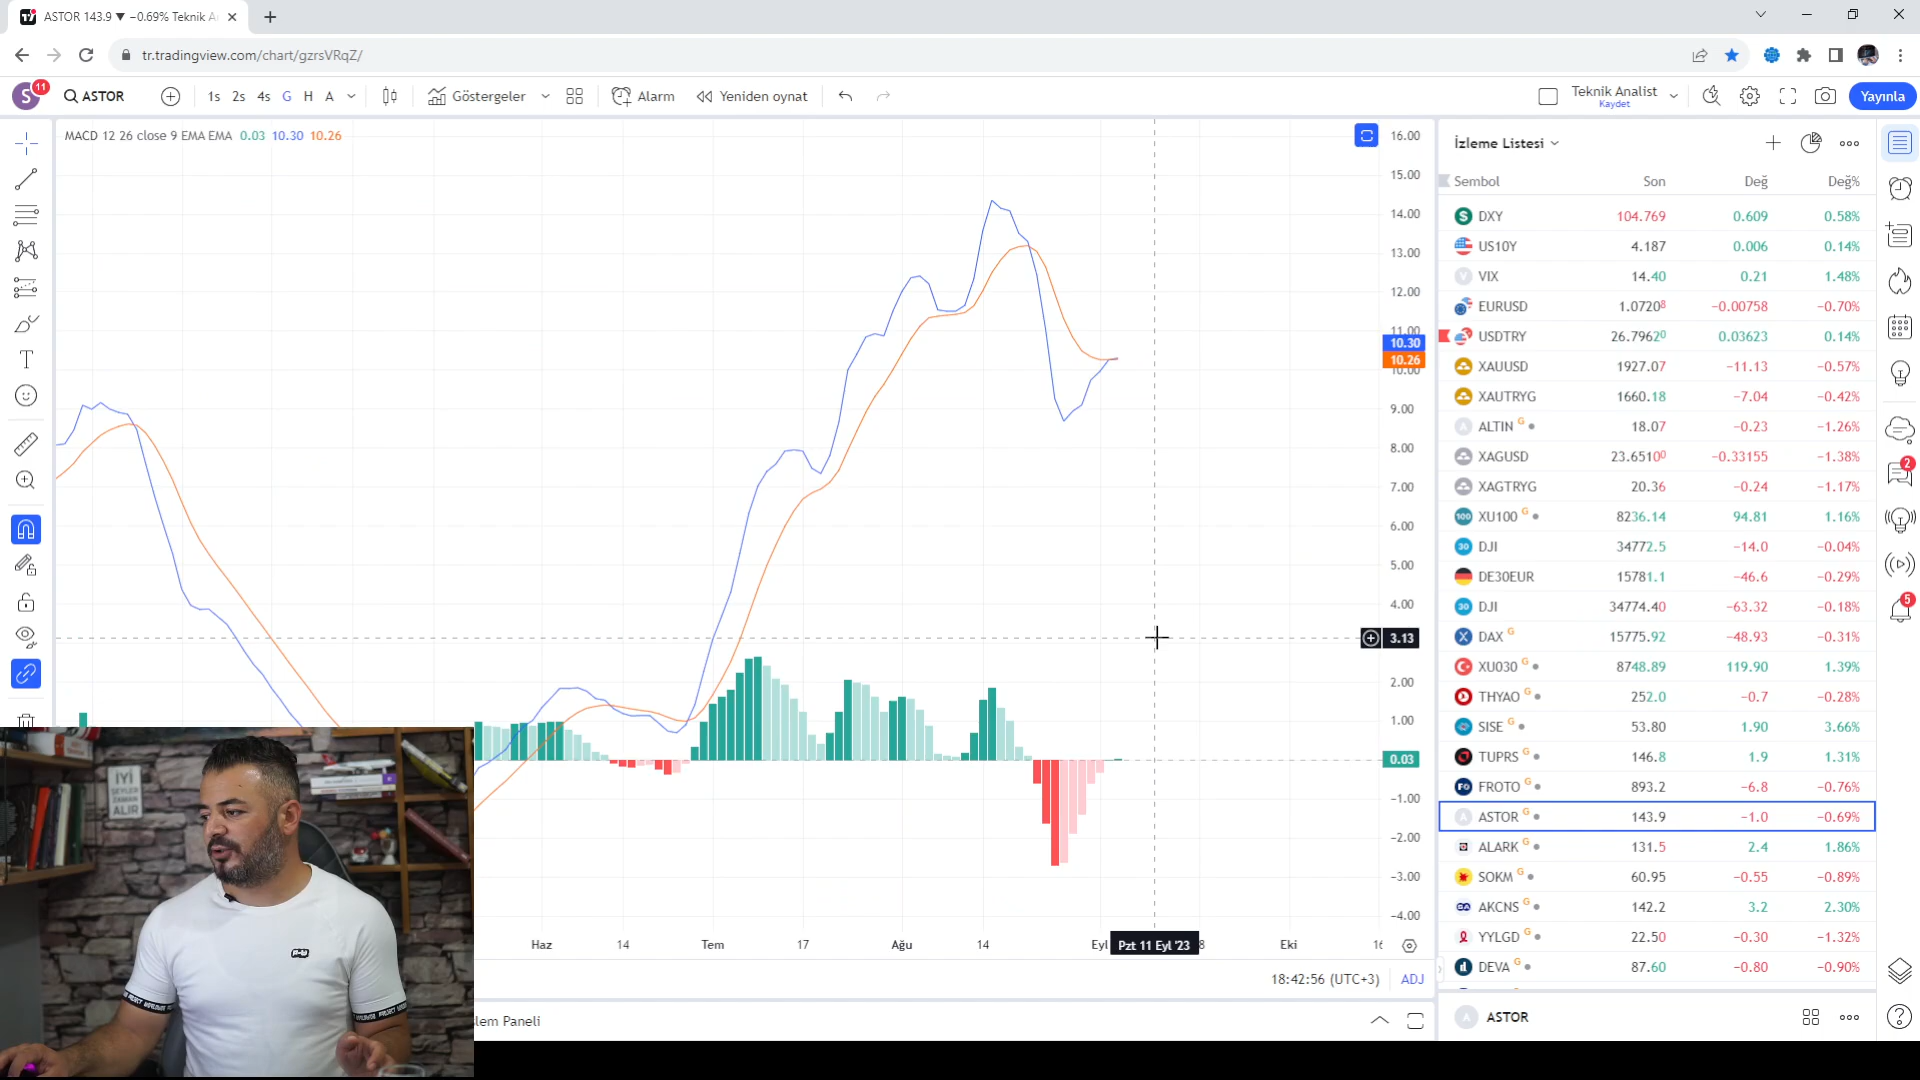 ASTOR 143.9 ▼ −0.69% Teknik A
tr.tradingview.com/chart/gzrsVRqZ/
S 11 ASTOR 1s 2s 4s G H A Göstergeler Alarm Yeniden oynat Teknik Analist Kaydet Yayınla
MACD 12 26 close 9 EMA EMA 0.03 10.30 10.26
16.00
15.00
14.00
13.00
12.00
11.00
10.30
10.26
10.00
9.00
8.00
7.00
6.00
5.00
4.00
3.13
2.00
1.00
0.03
−1.00
−2.00
−3.00
−4.00
Haz 14 Tem 17 Ağu 14 Eyl Pzt 11 Eyl '23 8 Eki 16
18:42:56 (UTC+3) ADJ
lem Paneli
İzleme Listesi
Sembol Son Değ Değ%
DXY 104.769 0.609 0.58%
US10Y 4.187 0.006 0.14%
VIX 14.40 0.21 1.48%
EURUSD 1.07208 −0.00758 −0.70%
USDTRY 26.79620 0.03623 0.14%
XAUUSD 1927.07 −11.13 −0.57%
XAUTRYG 1660.18 −7.04 −0.42%
ALTIN G 18.07 −0.23 −1.26%
XAGUSD 23.65100 −0.33155 −1.38%
XAGTRYG 20.36 −0.24 −1.17%
100 XU100 G 8236.14 94.81 1.16%
30 DJI 34772.5 −14.0 −0.04%
DE30EUR 15781.1 −46.6 −0.29%
30 DJI 34774.40 −63.32 −0.18%
DAX G 15775.92 −48.93 −0.31%
XU030 G 8748.89 119.90 1.39%
THYAO G 252.0 −0.7 −0.28%
SISE G 53.80 1.90 3.66%
TUPRS G 146.8 1.9 1.31%
FROTO G 893.2 −6.8 −0.76%
A ASTOR G 143.9 −1.0 −0.69%
ALARK G 131.5 2.4 1.86%
SOKM G 60.95 −0.55 −0.89%
AKCNS G 142.2 3.2 2.30%
YYLGD G 22.50 −0.30 −1.32%
DEVA G 87.60 −0.80 −0.90%
A ASTOR
2
5
İYİ
ŞEYLER
ZAMAN
ALIR